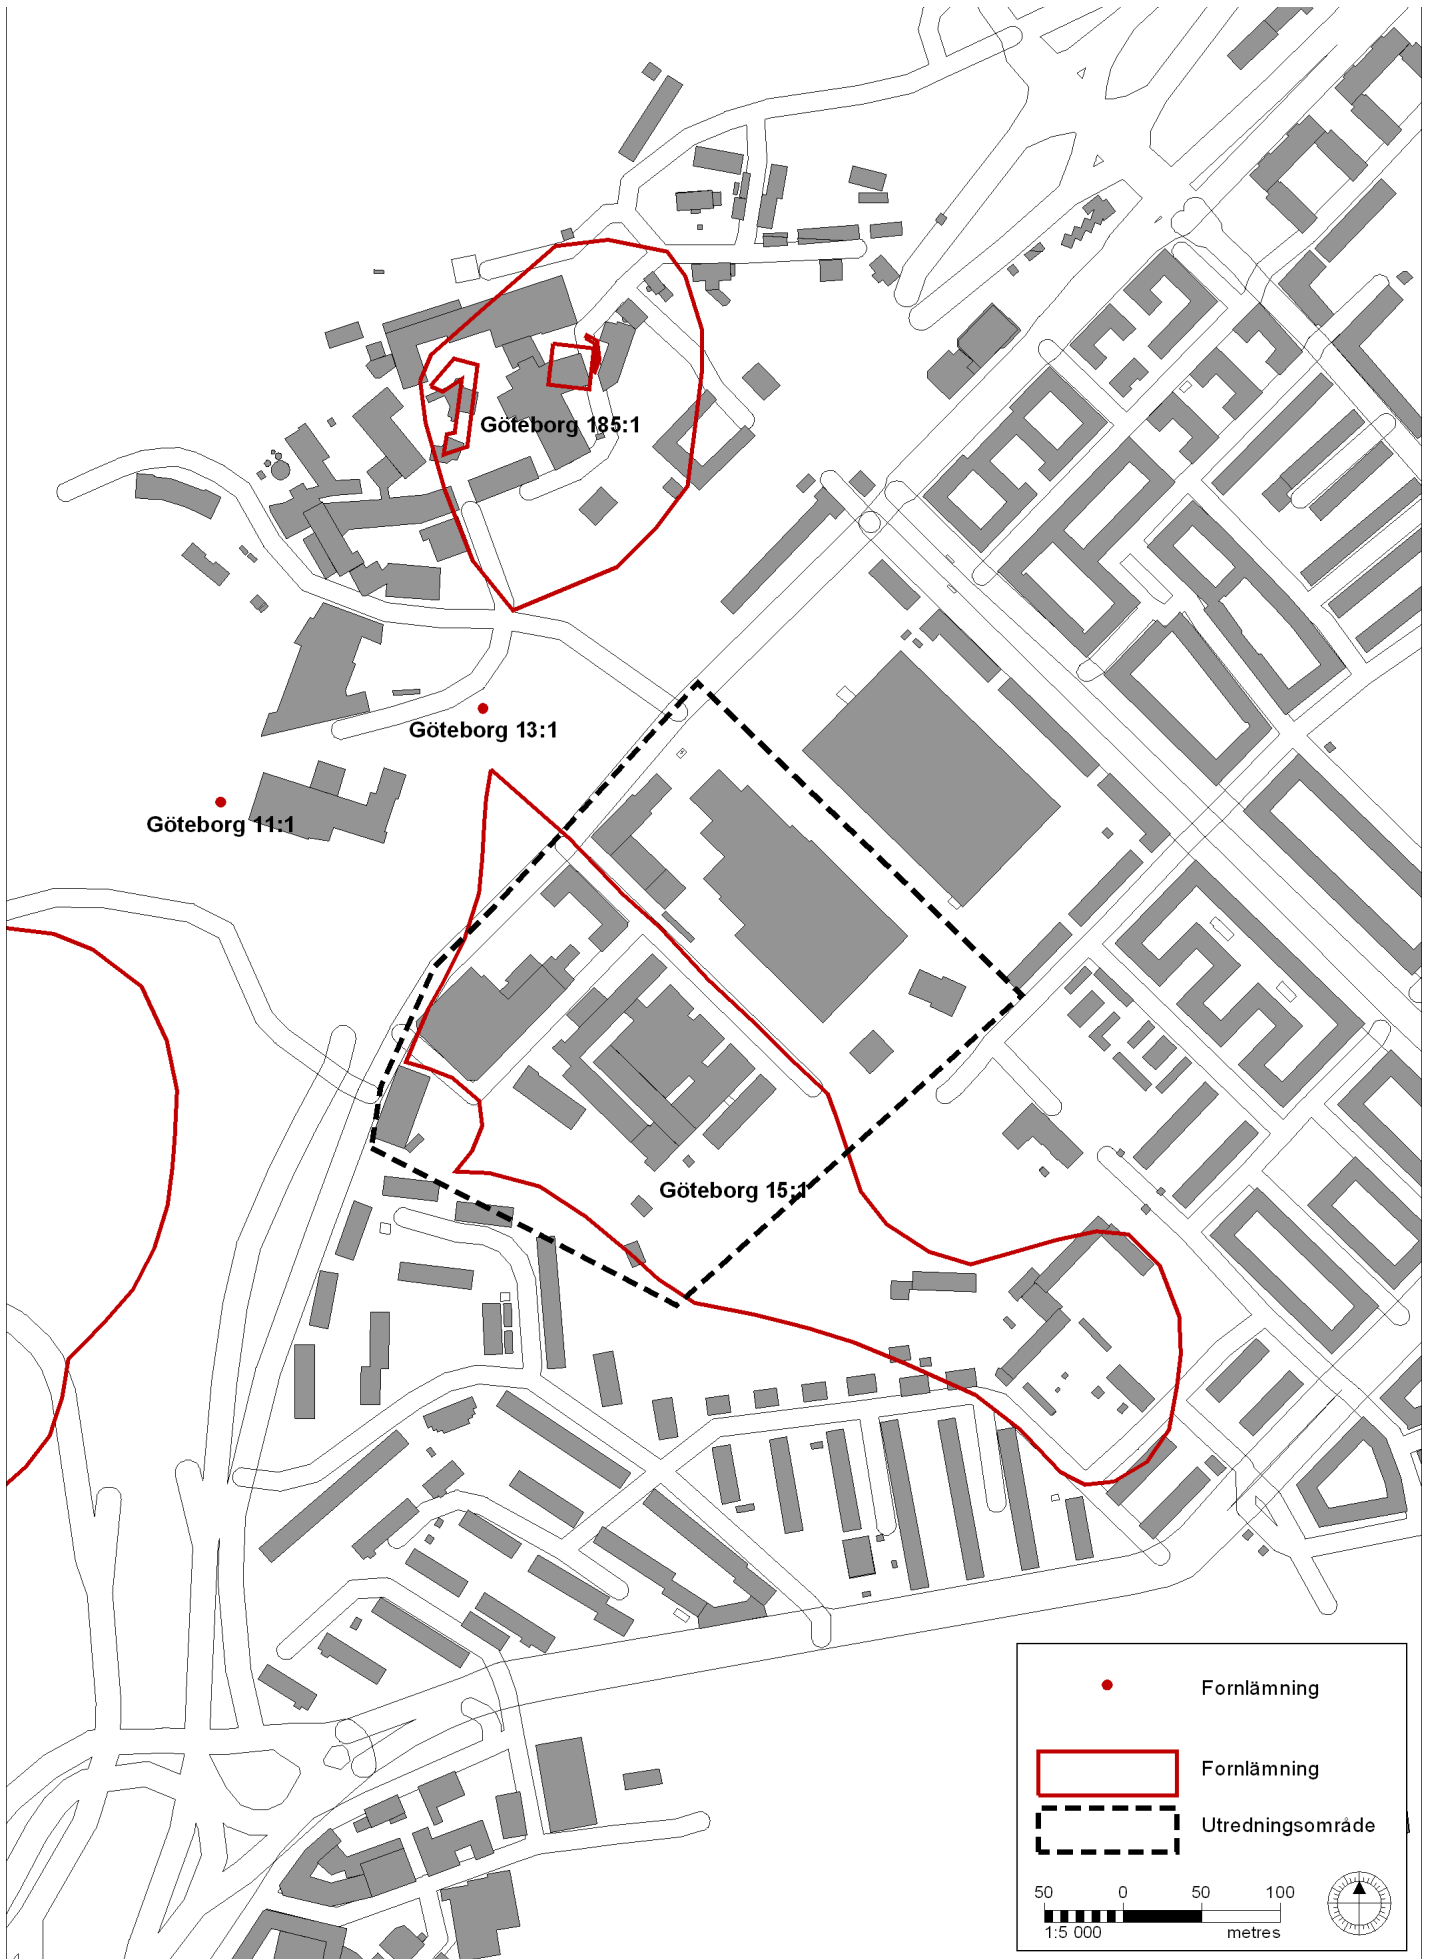 Göteborg 185:1
Göteborg 13:1
Göteborg 11:1
Göteborg 15:1
Fornlämning
Fornlämning
Utredningsområde
50 0 50 100
1:5 000 metres